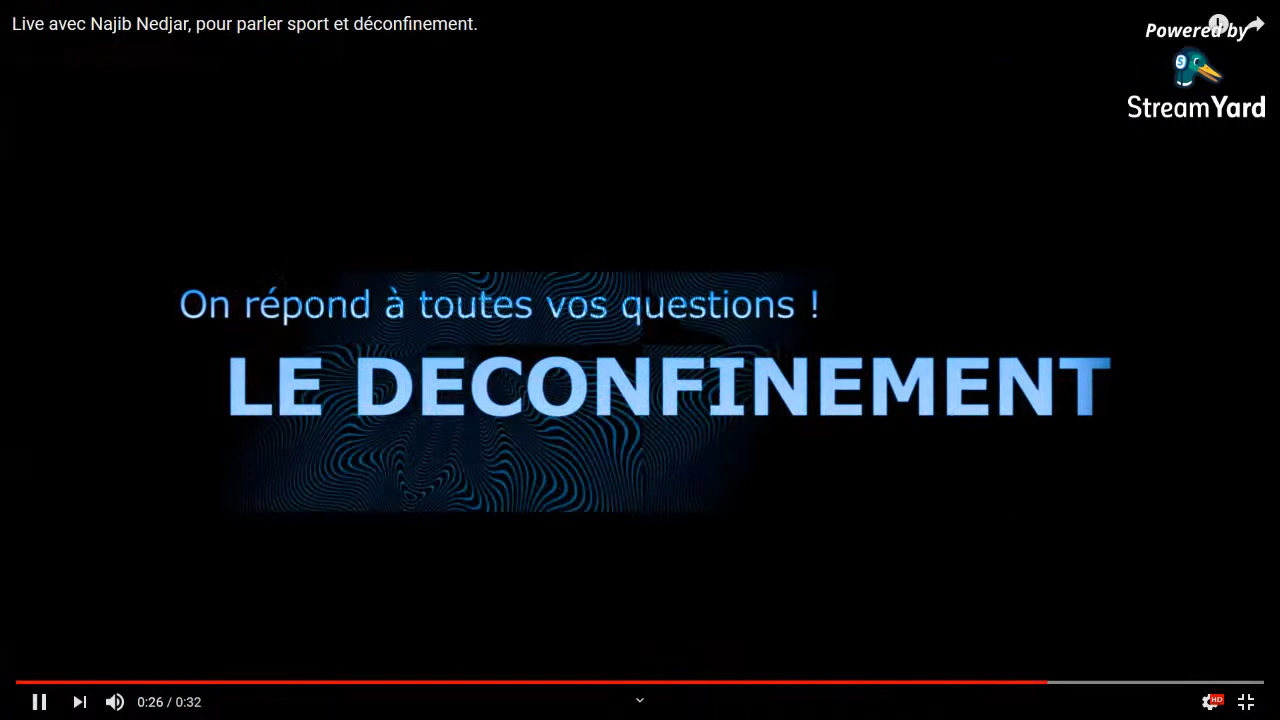 Live avec Najib Nedjar, pour parler sport et déconfinement.
Powered by
StreamYard
On répond à toutes vos questions !
LE DECONFINEMENT
0:26 / 0:32
HD